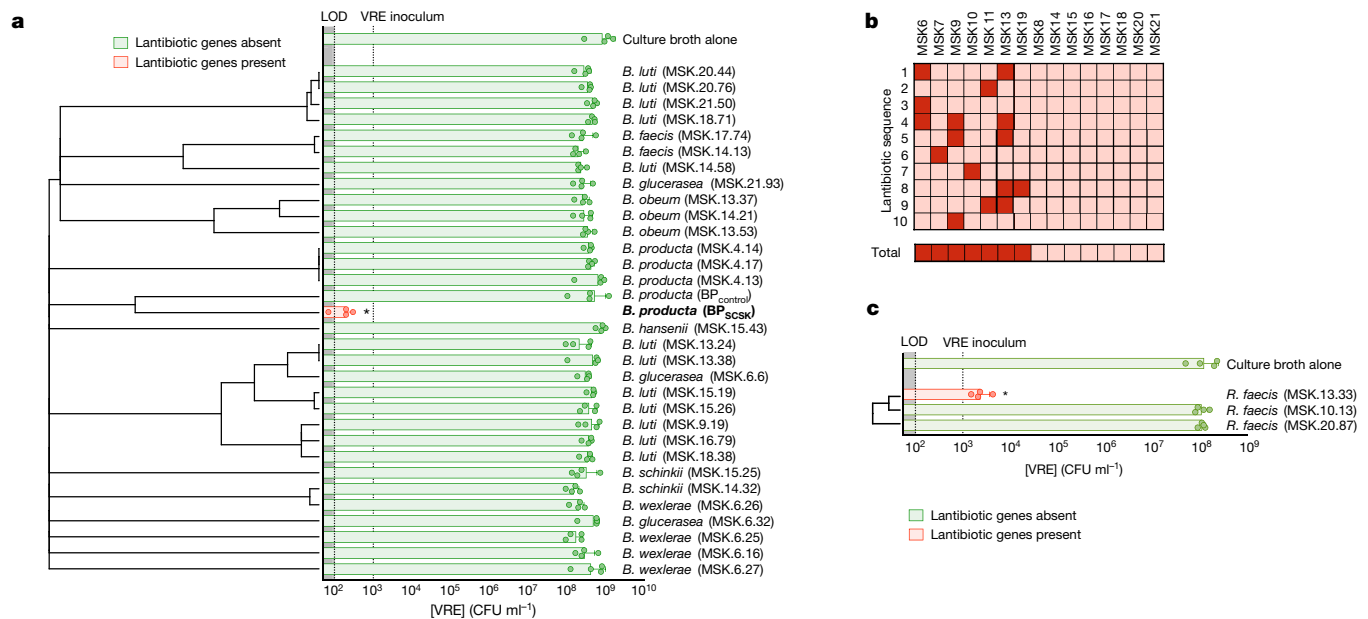 a
LOD VRE inoculum
Lantibiotic genes absent
Lantibiotic genes present
Culture broth alone
B. luti (MSK.20.44)
B. luti (MSK.20.76)
B. luti (MSK.21.50)
B. luti (MSK.18.71)
B. faecis (MSK.17.74)
B. faecis (MSK.14.13)
B. luti (MSK.14.58)
B. glucerasea (MSK.21.93)
B. obeum (MSK.13.37)
B. obeum (MSK.14.21)
B. obeum (MSK.13.53)
B. producta (MSK.4.14)
B. producta (MSK.4.17)
B. producta (MSK.4.13)
B. producta (BPcontrol)
* B. producta (BPSCSK)
B. hansenii (MSK.15.43)
B. luti (MSK.13.24)
B. luti (MSK.13.38)
B. glucerasea (MSK.6.6)
B. luti (MSK.15.19)
B. luti (MSK.15.26)
B. luti (MSK.9.19)
B. luti (MSK.16.79)
B. luti (MSK.18.38)
B. schinkii (MSK.15.25)
B. schinkii (MSK.14.32)
B. wexlerae (MSK.6.26)
B. glucerasea (MSK.6.32)
B. wexlerae (MSK.6.25)
B. wexlerae (MSK.6.16)
B. wexlerae (MSK.6.27)
10² 10³ 10⁴ 10⁵ 10⁶ 10⁷ 10⁸ 10⁹ 10¹⁰
[VRE] (CFU ml⁻¹)
b
MSK6 MSK7 MSK9 MSK10 MSK 11 MSK13 MSK19 MSK8 MSK14 MSK15 MSK16 MSK17 MSK18 MSK20 MSK21
Lantibiotic sequence
1
2
3
4
5
6
7
8
9
10
Total
c
LOD VRE inoculum
Culture broth alone
* R. faecis (MSK.13.33)
R. faecis (MSK.10.13)
R. faecis (MSK.20.87)
10² 10³ 10⁴ 10⁵ 10⁶ 10⁷ 10⁸ 10⁹
[VRE] (CFU ml⁻¹)
Lantibiotic genes absent
Lantibiotic genes present